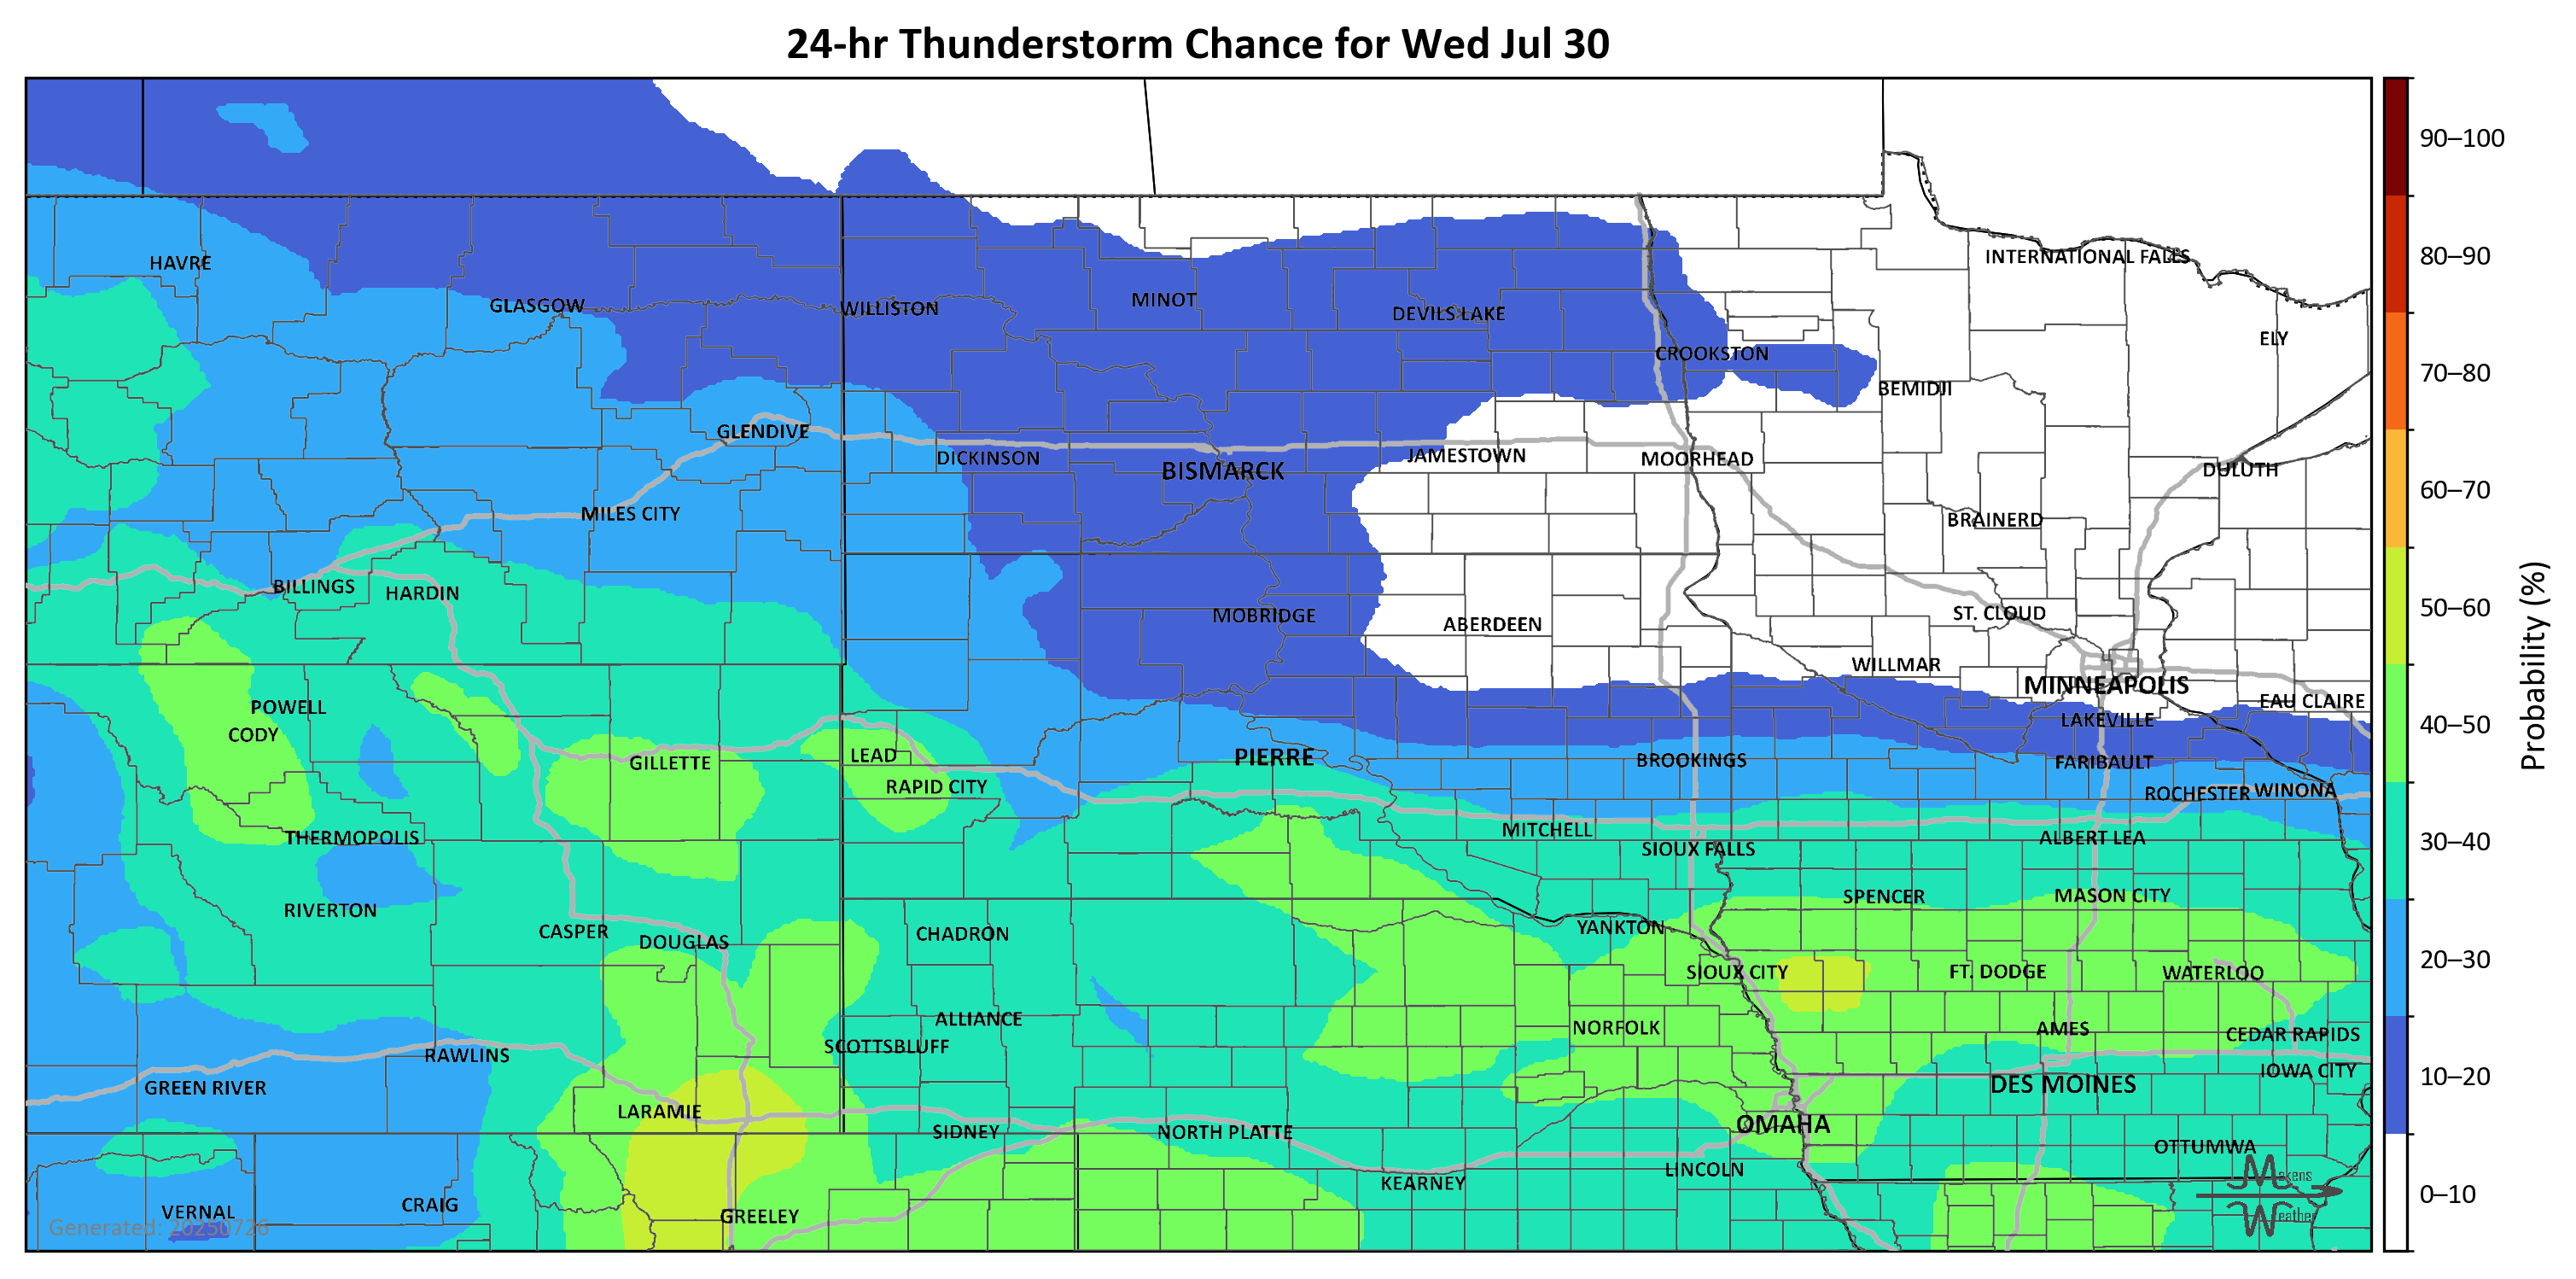 24-hr Thunderstorm Chance for Wed Jul 30
90–100
80–90
70–80
60–70
50–60
40–50
30–40
20–30
10–20
0–10
Probability (%)
HAVRE
INTERNATIONAL FALLS
GLASGOW
WILLISTON
MINOT
DEVILS LAKE
ELY
CROOKSTON
BEMIDJI
GLENDIVE
DICKINSON
BISMARCK
JAMESTOWN
MOORHEAD
DULUTH
MILES CITY
BRAINERD
BILLINGS
HARDIN
MOBRIDGE
ABERDEEN
ST. CLOUD
WILLMAR
MINNEAPOLIS
EAU CLAIRE
POWELL
LAKEVILLE
CODY
GILLETTE
LEAD
PIERRE
BROOKINGS
FARIBAULT
RAPID CITY
ROCHESTER
WINONA
THERMOPOLIS
MITCHELL
ALBERT LEA
SIOUX FALLS
SPENCER
MASON CITY
RIVERTON
CASPER
DOUGLAS
CHADRON
YANKTON
SIOUX CITY
FT. DODGE
WATERLOO
ALLIANCE
NORFOLK
AMES
CEDAR RAPIDS
SCOTTSBLUFF
RAWLINS
IOWA CITY
GREEN RIVER
DES MOINES
LARAMIE
OMAHA
SIDNEY
NORTH PLATTE
OTTUMWA
LINCOLN
KEARNEY
CRAIG
VERNAL
GREELEY
Generated: 20250726
Makens
Weather